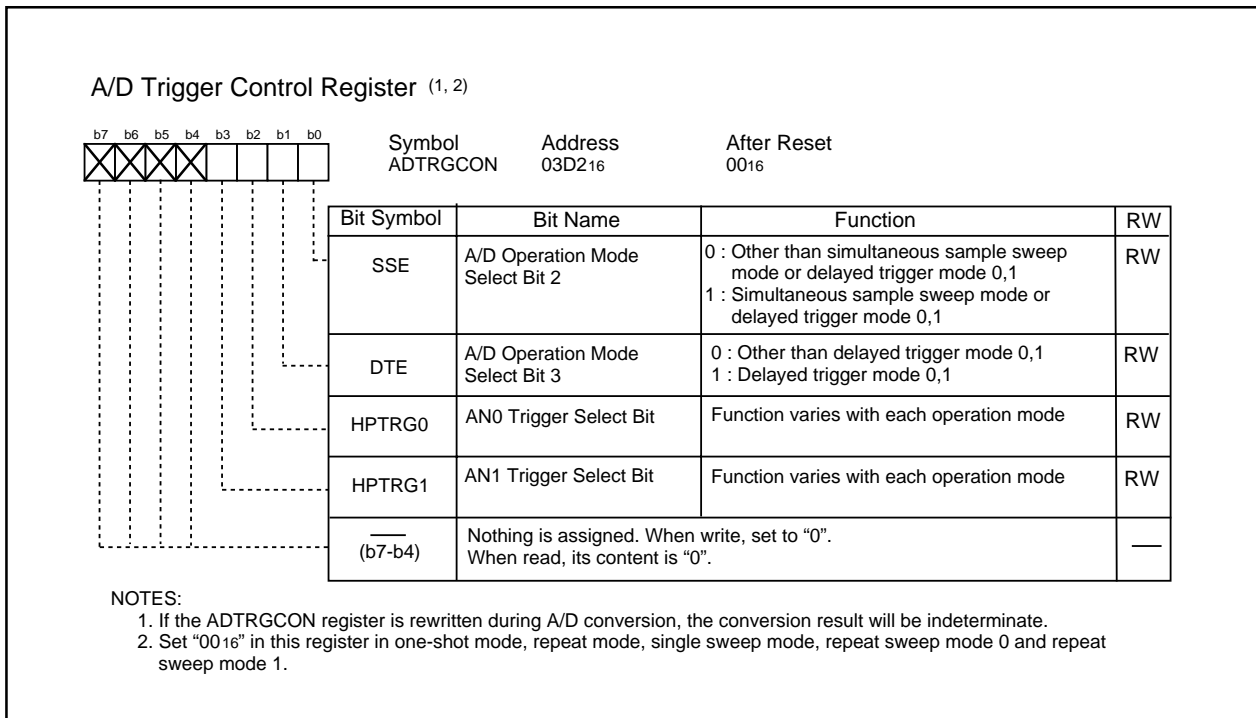 A/D Trigger Control Register (1, 2)
b7 b6 b5 b4 b3 b2 b1 b0
Symbol Address After Reset
ADTRGCON 03D216 0016
Bit Symbol Bit Name Function RW
SSE A/D Operation Mode Select Bit 2 0 : Other than simultaneous sample sweep mode or delayed trigger mode 0,1 1 : Simultaneous sample sweep mode or delayed trigger mode 0,1 RW
DTE A/D Operation Mode Select Bit 3 0 : Other than delayed trigger mode 0,1 1 : Delayed trigger mode 0,1 RW
HPTRG0 AN0 Trigger Select Bit Function varies with each operation mode RW
HPTRG1 AN1 Trigger Select Bit Function varies with each operation mode RW
(b7-b4) Nothing is assigned. When write, set to “0”. When read, its content is “0”. —
NOTES:
1. If the ADTRGCON register is rewritten during A/D conversion, the conversion result will be indeterminate.
2. Set “0016” in this register in one-shot mode, repeat mode, single sweep mode, repeat sweep mode 0 and repeat
sweep mode 1.